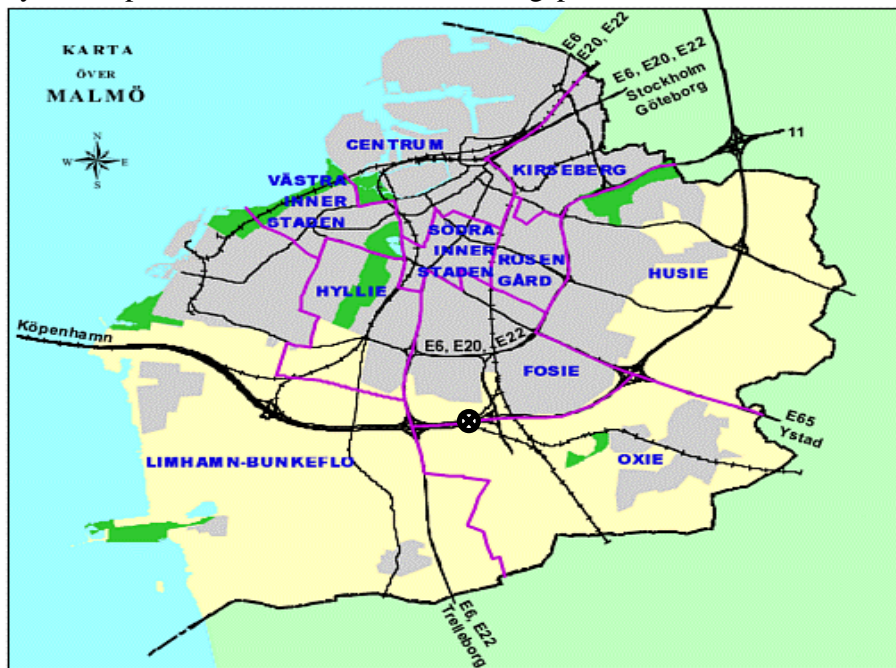 KARTA
ÖVER
MALMÖ
N
W
E
S
E6
E20, E22
E6, E20, E22
Stockholm
Göteborg
11
CENTRUM
KIRSEBERG
VÄSTRA
INNER
STADEN
SÖDRA
INNER
STADEN
ROSEN
GÅRD
HUSIE
HYLLIE
Köpenhamn
E6, E20, E22
FOSIE
E65
Ystad
LIMHAMN-BUNKEFLO
OXIE
E6, E22
Trelleborg